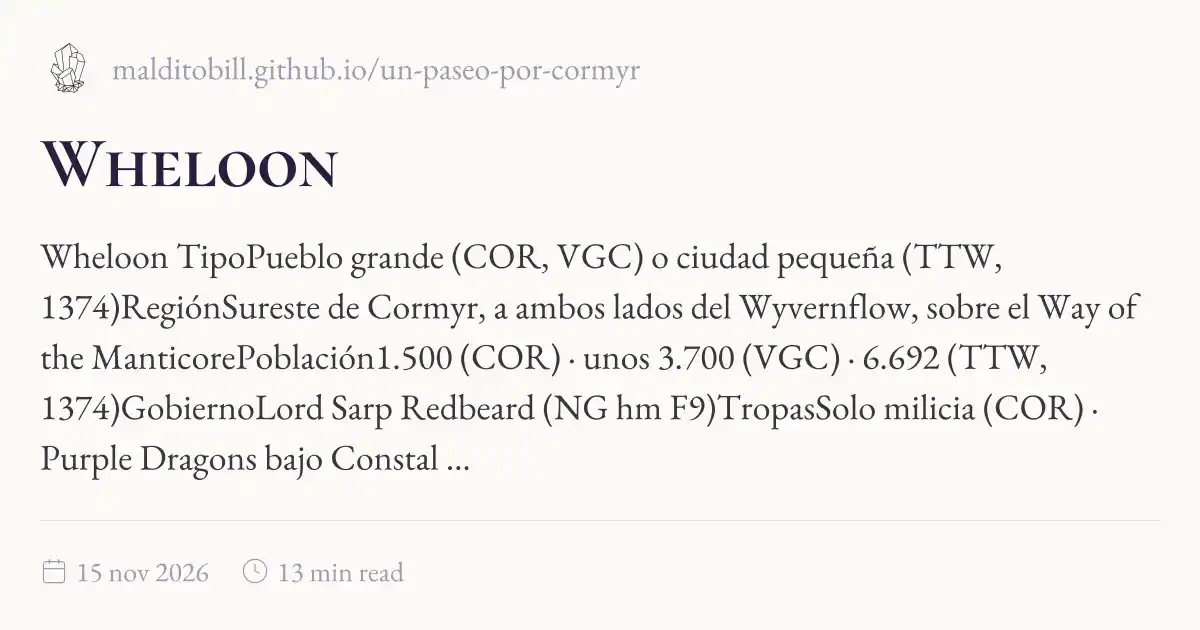 malditobill.github.io/un-paseo-por-cormyr
Wheloon
Wheloon TipoPueblo grande (COR, VGC) o ciudad pequeña (TTW,
1374)RegiónSureste de Cormyr, a ambos lados del Wyvernflow, sobre el Way of
the ManticorePoblación1.500 (COR) · unos 3.700 (VGC) · 6.692 (TTW,
1374)GobiernoLord Sarp Redbeard (NG hm F9)TropasSolo milicia (COR) ·
Purple Dragons bajo Constal ...
15 nov 2026
13 min read